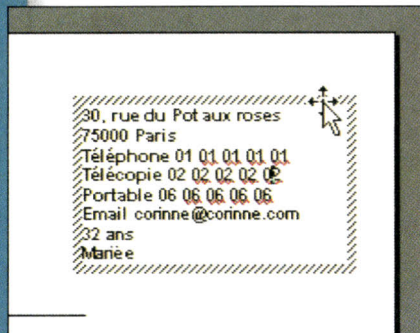 30, rue du Pot aux roses
75000 Paris
Téléphone 01 01 01 01 01
Télécopie 02 02 02 02 02
Portable 06 06 06 06 06
Email corinne@corinne.com
32 ans
Mariée